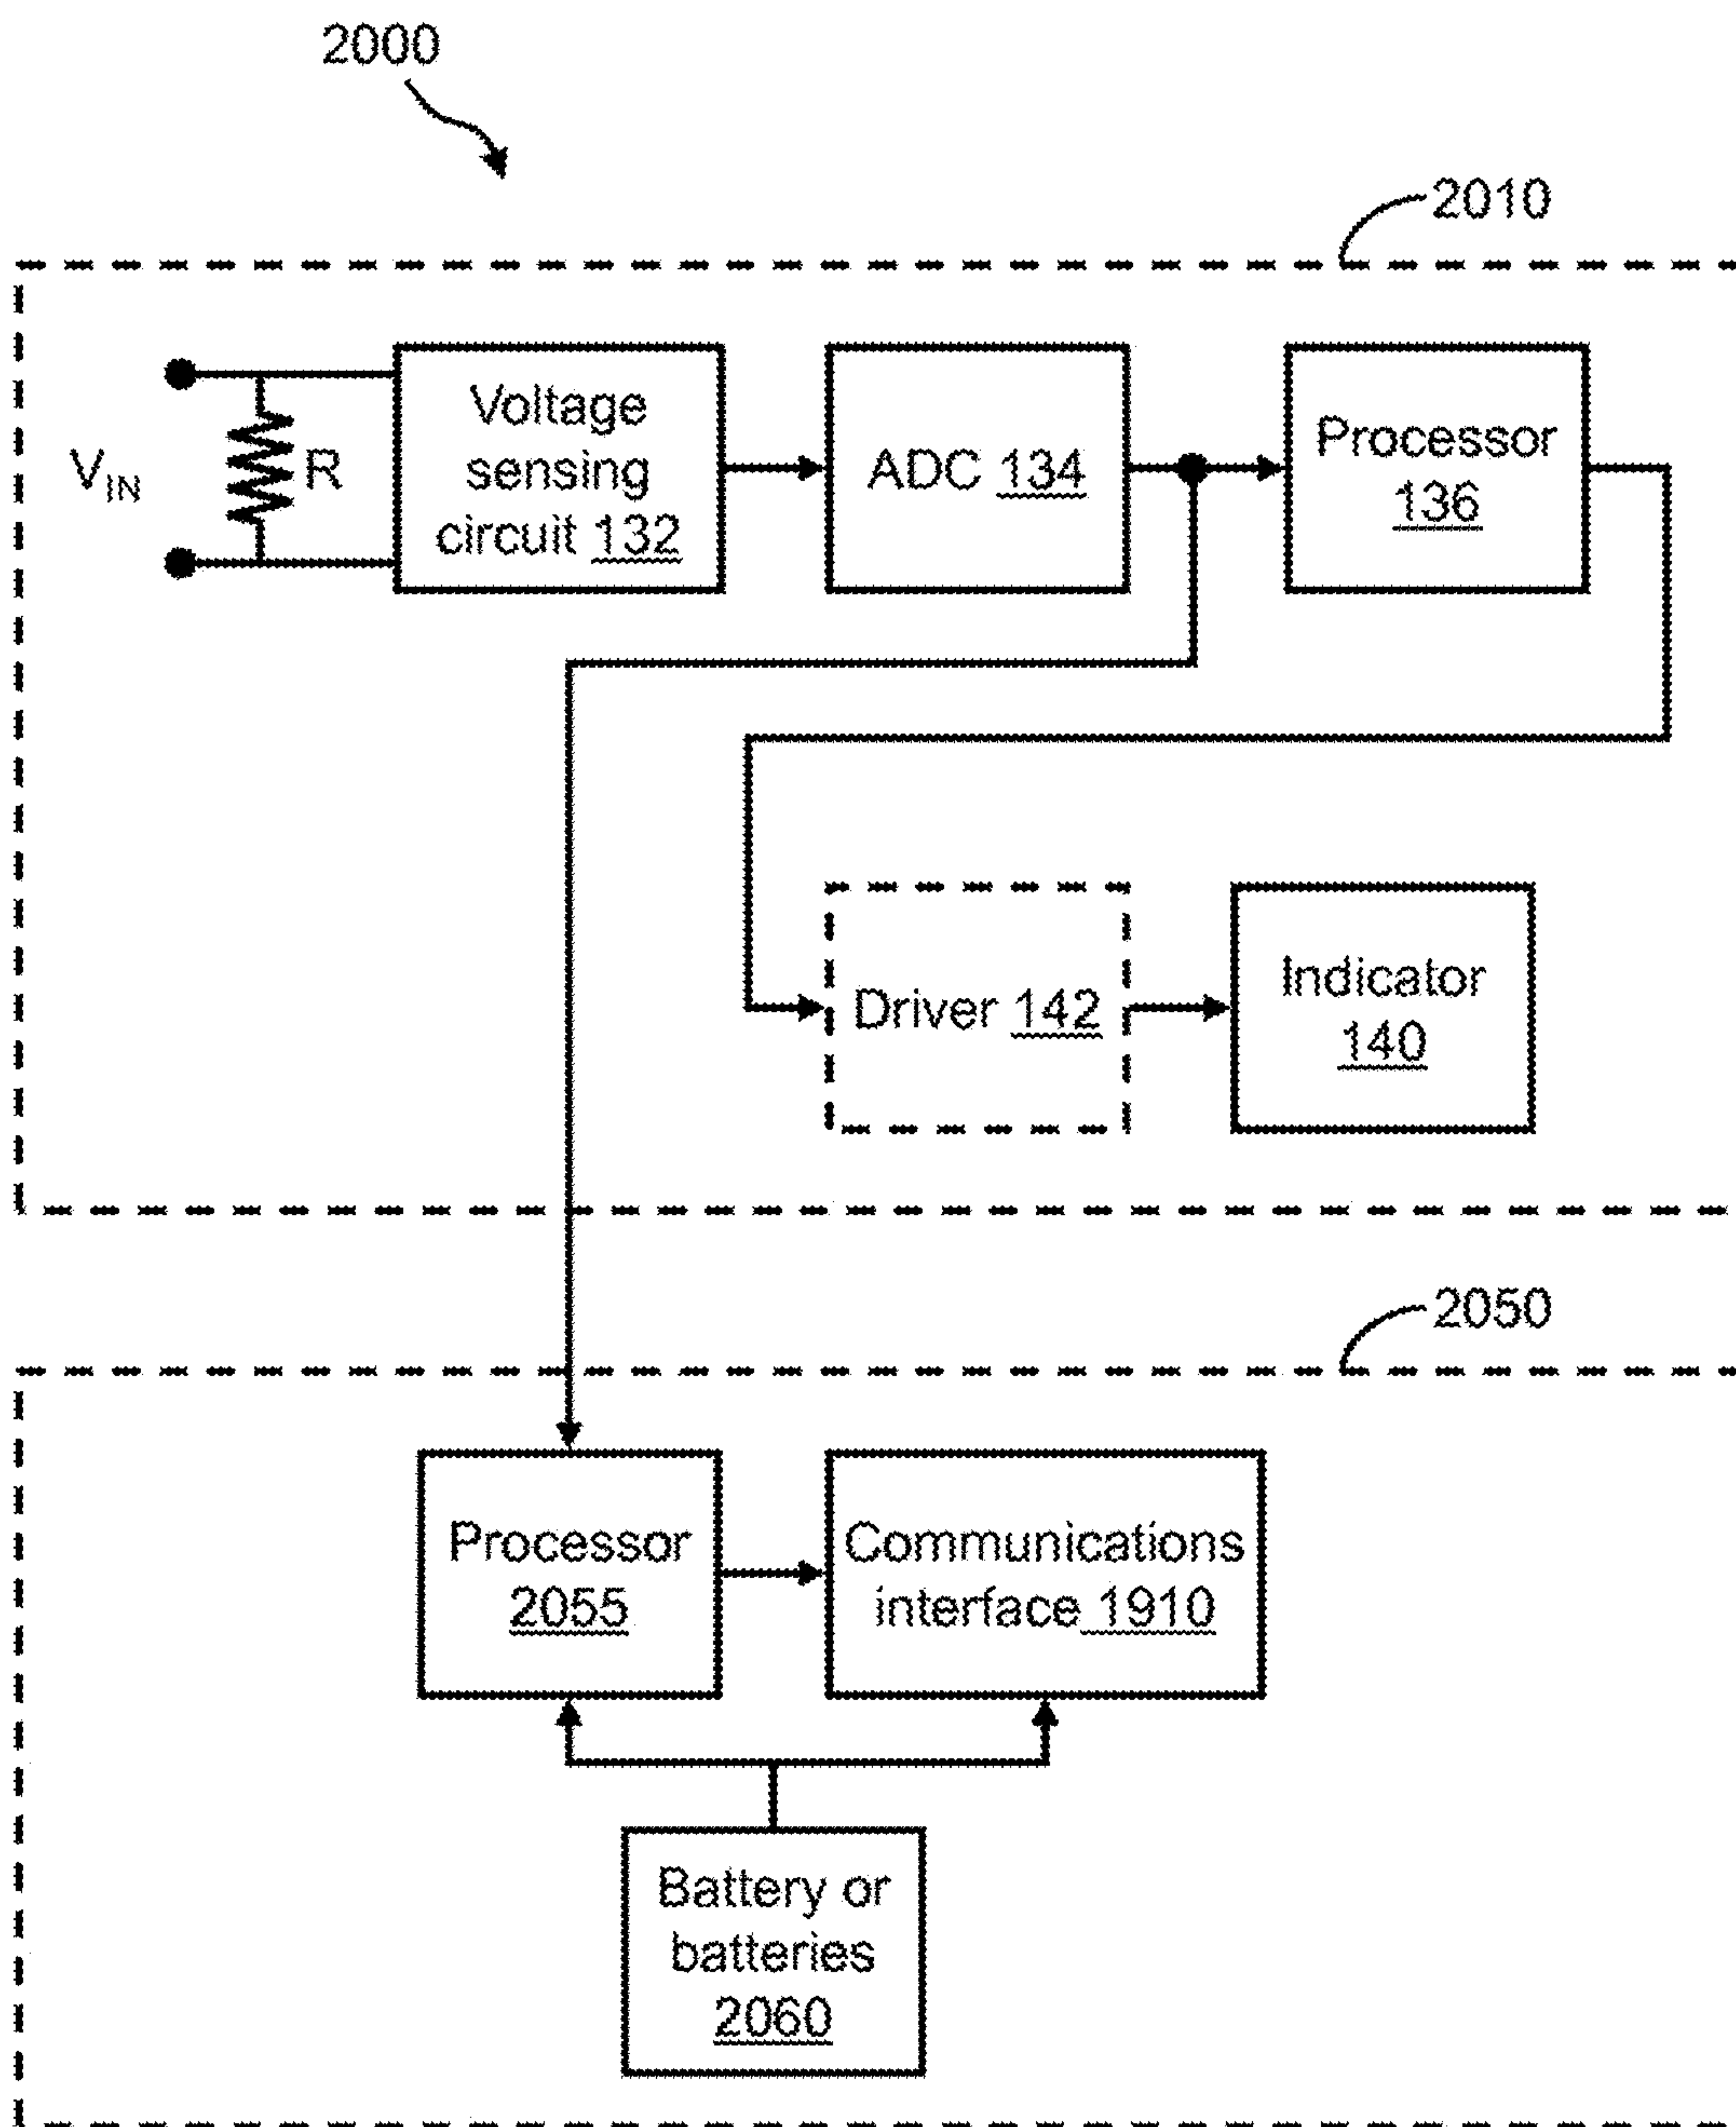 2000
2010
Voltage
sensing
circuit 132
V_IN
R
ADC 134
Processor
136
Driver 142
Indicator
140
2050
Processor
2055
Communications
interface 1910
Battery or
batteries
2060